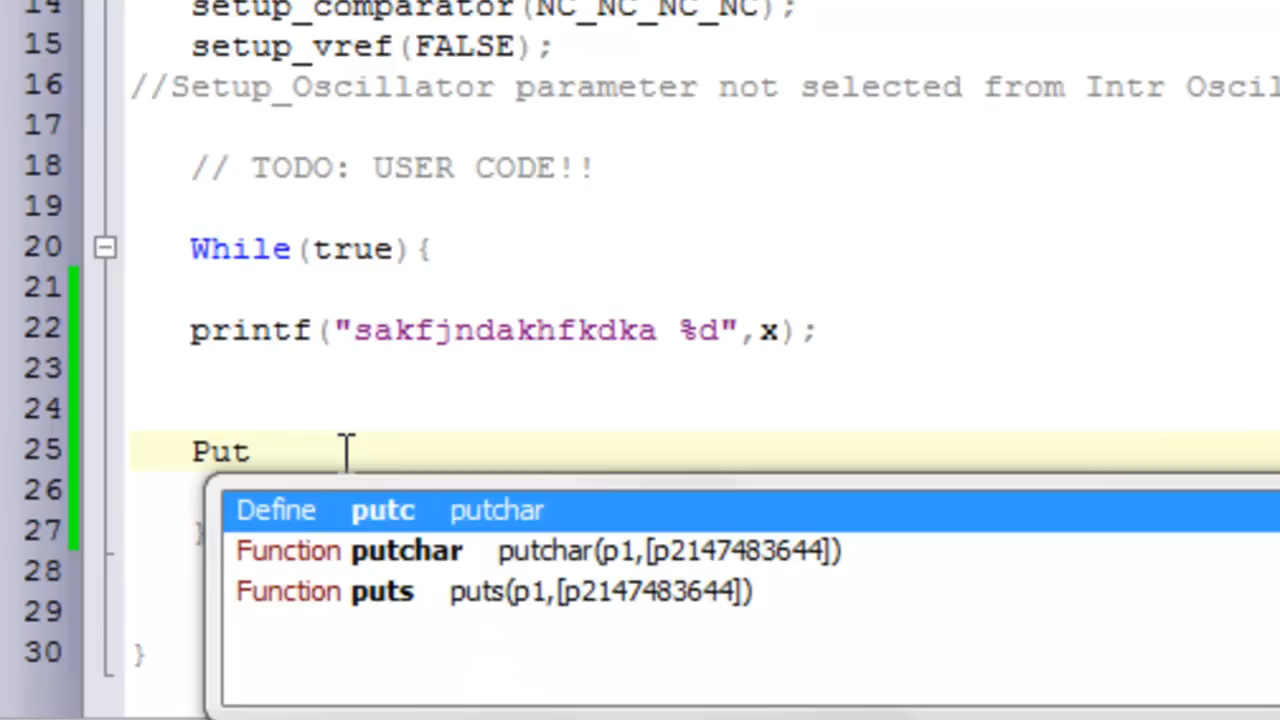 14 setup_comparator(NC_NC_NC_NC);
15 setup_vref(FALSE);
16 //Setup_Oscillator parameter not selected from Intr Oscil
17
18 // TODO: USER CODE!!
19
20 While(true){
21
22 printf("sakfjndakhfkdka %d",x);
23
24
25 Put
26
Define putc putchar
27 }
Function putchar putchar(p1,[p2147483644])
28
Function puts puts(p1,[p2147483644])
29
30 }